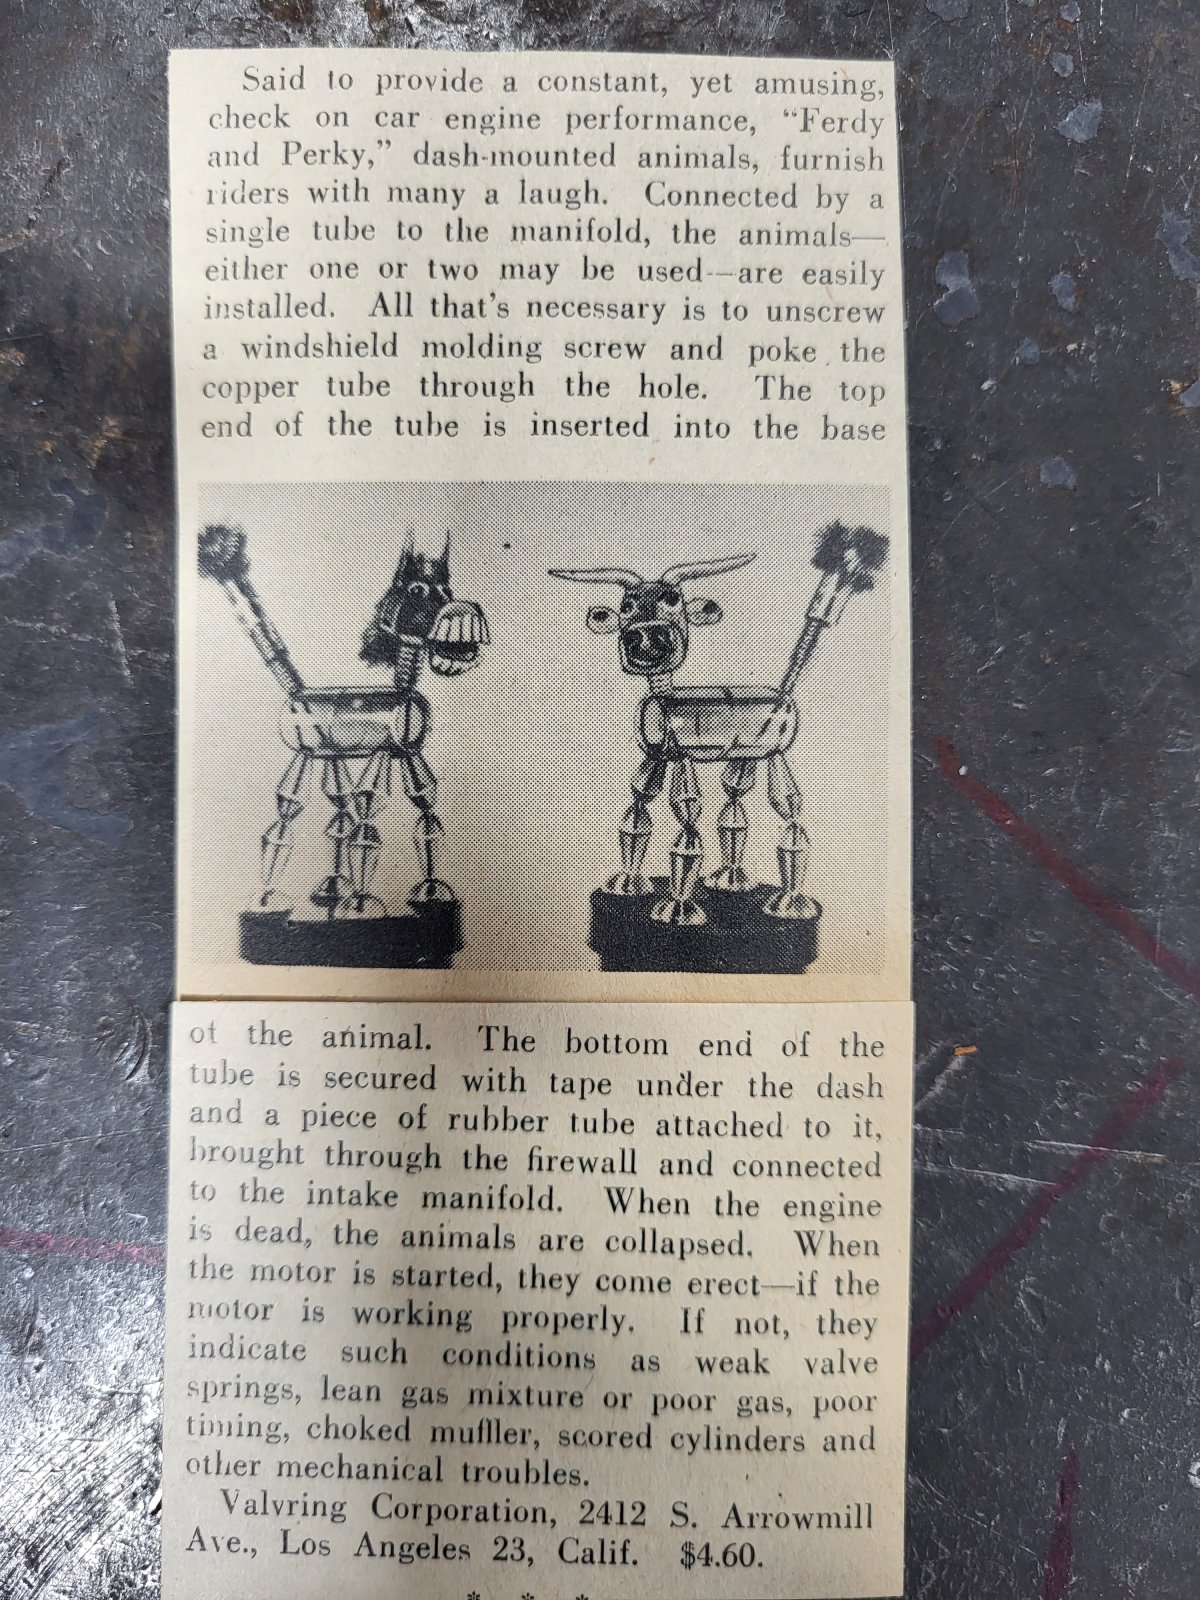 Said to provide a constant, yet amusing,
check on car engine performance, “Ferdy
and Perky,” dash-mounted animals, furnish
riders with many a laugh. Connected by a
single tube to the manifold, the animals—
either one or two may be used—are easily
installed. All that’s necessary is to unscrew
a windshield molding screw and poke the
copper tube through the hole. The top
end of the tube is inserted into the base
of the animal. The bottom end of the
tube is secured with tape under the dash
and a piece of rubber tube attached to it,
brought through the firewall and connected
to the intake manifold. When the engine
is dead, the animals are collapsed. When
the motor is started, they come erect—if the
motor is working properly. If not, they
indicate such conditions as weak valve
springs, lean gas mixture or poor gas, poor
timing, choked muffler, scored cylinders and
other mechanical troubles.
Valvring Corporation, 2412 S. Arrowmill
Ave., Los Angeles 23, Calif. $4.60.
* * *